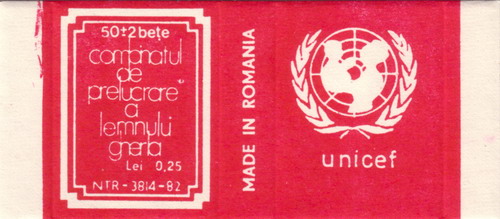 50±2 bețe
combinatul
de
prelucrare
a
lemnului
gherla
Lei 0,25
NTR - 3814 - 82
MADE IN ROMANIA
unicef